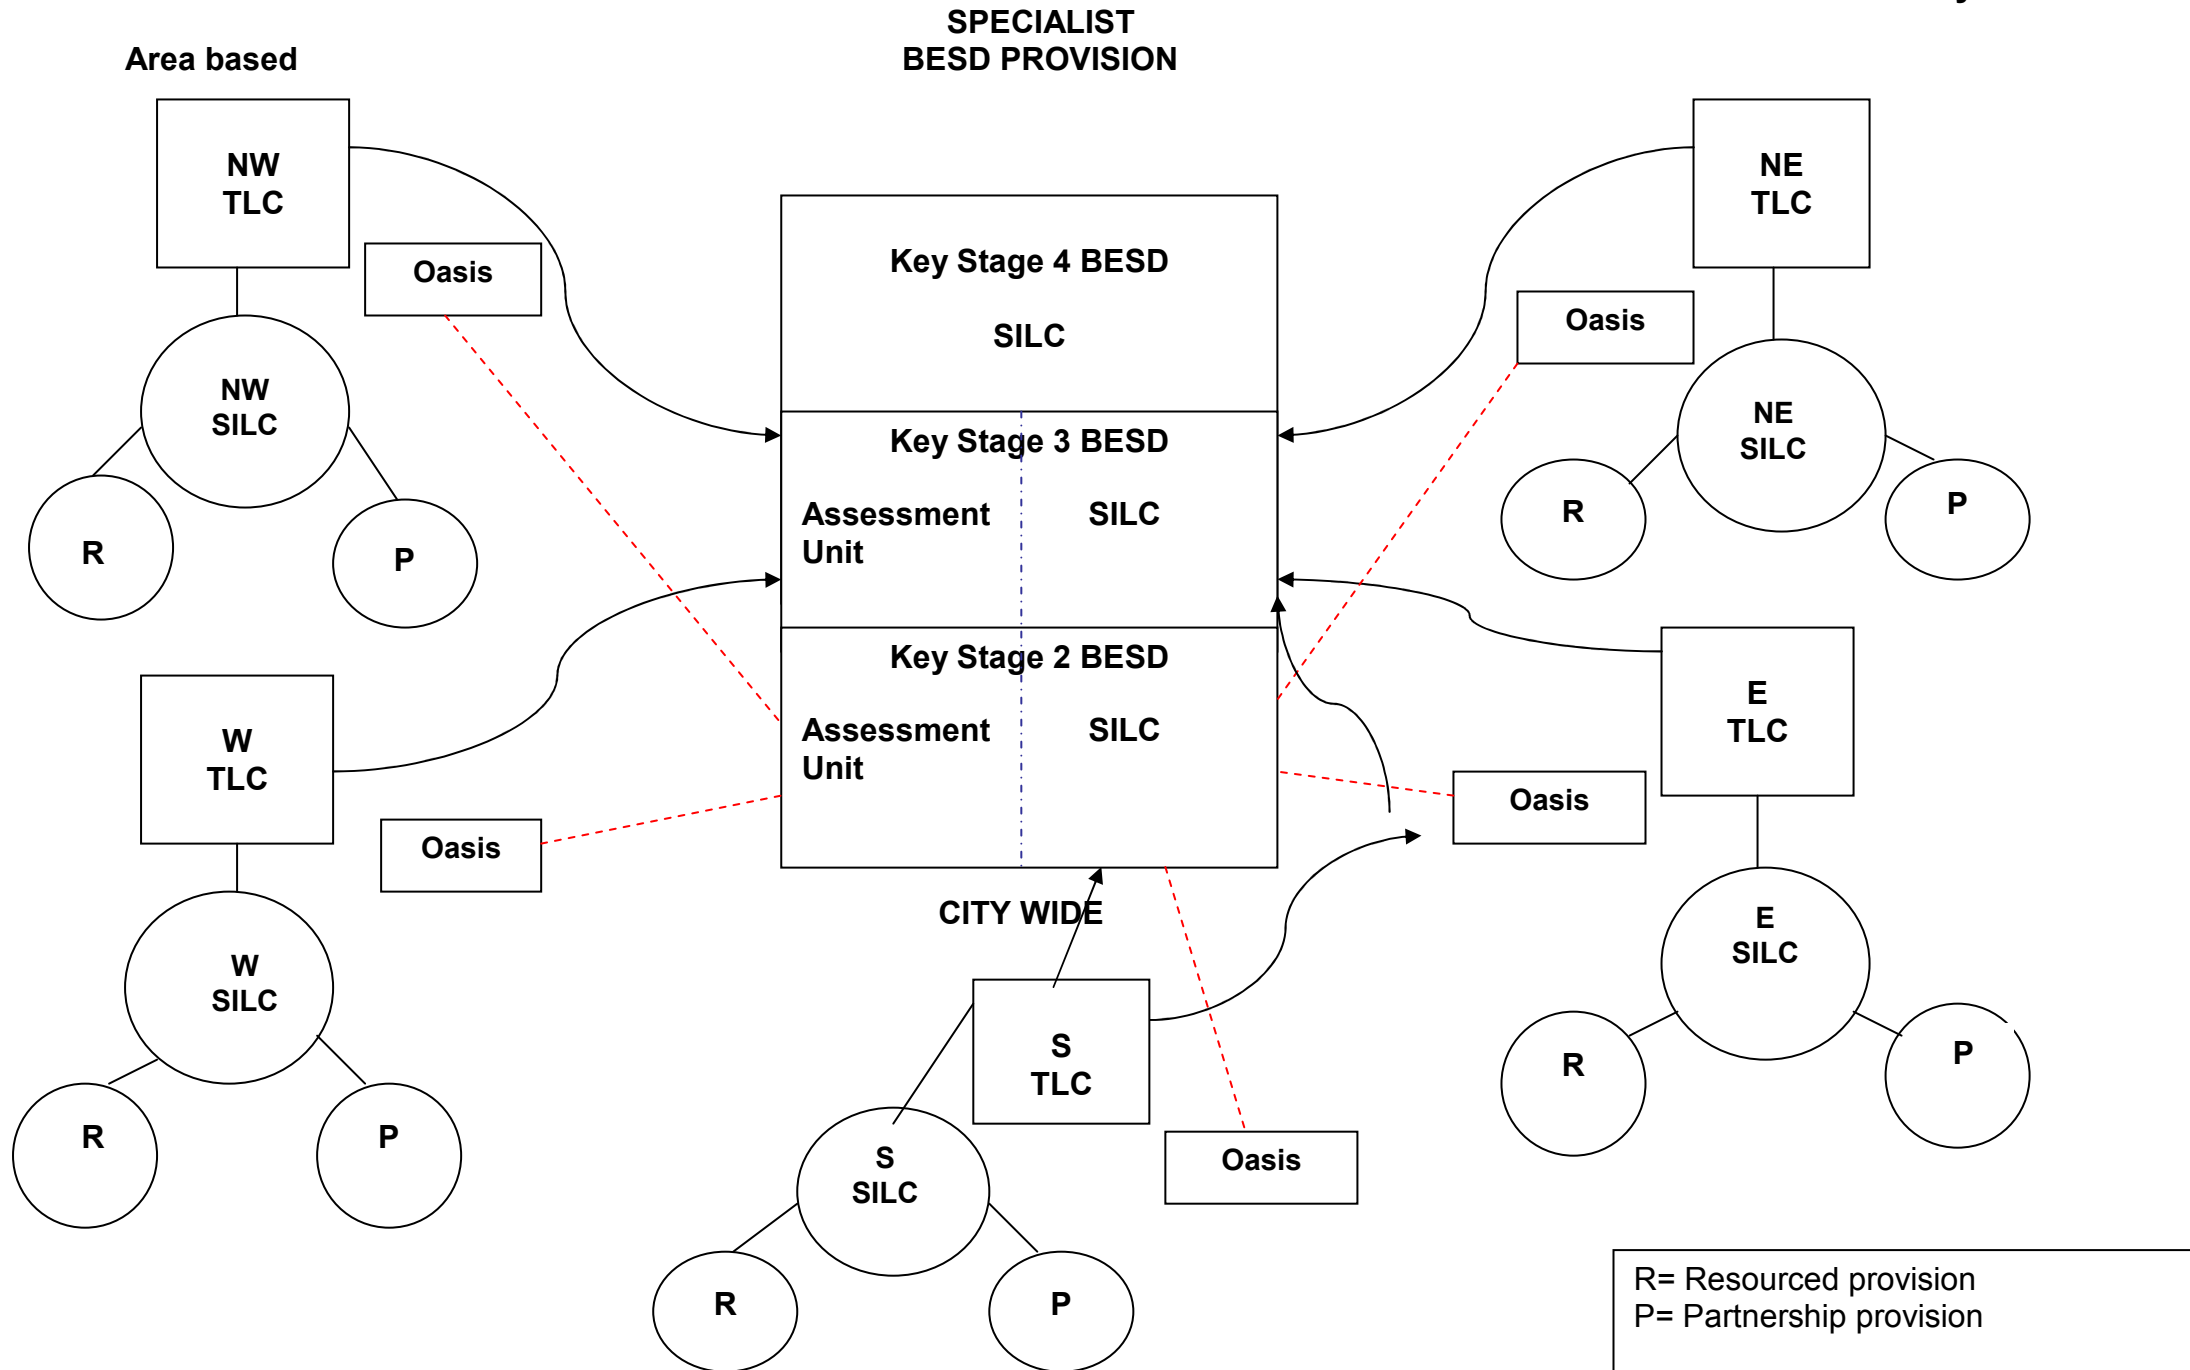 SPECIALIST
BESD PROVISION
Area based
NW
TLC
NE
TLC
Oasis
Key Stage 4 BESD
SILC
Oasis
NW
SILC
R
P
NE
SILC
R
P
Key Stage 3 BESD
Assessment
Unit
SILC
Key Stage 2 BESD
Assessment
Unit
SILC
W
TLC
Oasis
E
TLC
Oasis
CITY WIDE
W
SILC
R
P
E
SILC
R
P
S
TLC
S
SILC
Oasis
R
P
R= Resourced provision
P= Partnership provision